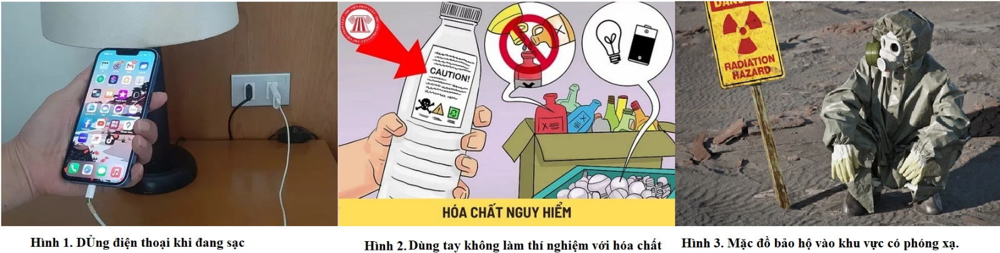 CAUTION!
HÓA CHẤT NGUY HIỂM
RADIATION
HAZARD
Hình 1. DỦng điện thoại khi đang sạc
Hình 2. Dùng tay không làm thí nghiệm với hóa chất
Hình 3. Mặc đồ bảo hộ vào khu vực có phóng xạ.